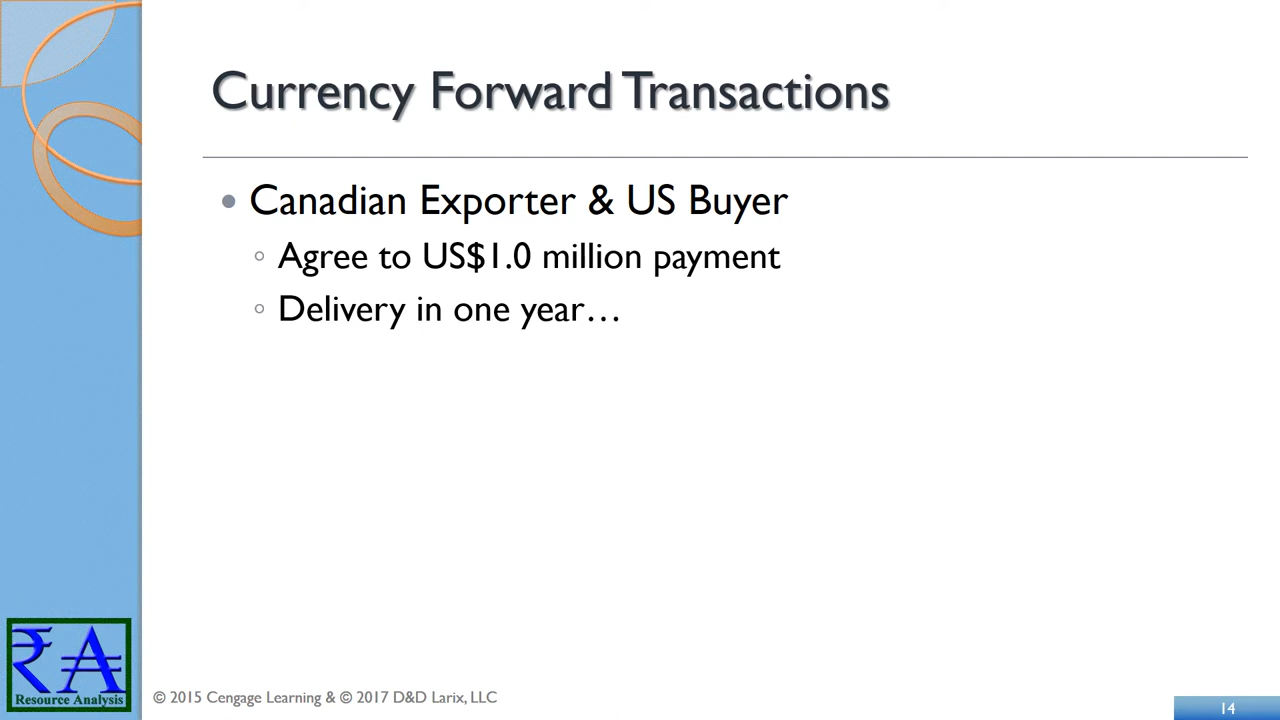 Currency Forward Transactions
• Canadian Exporter & US Buyer
◦ Agree to US$1.0 million payment
◦ Delivery in one year…
₹A
Resource Analysis
© 2015 Cengage Learning & © 2017 D&D Larix, LLC
14